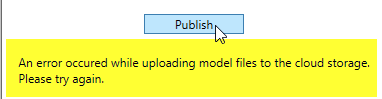 Publish
An error occured while uploading model files to the cloud storage.
Please try again.